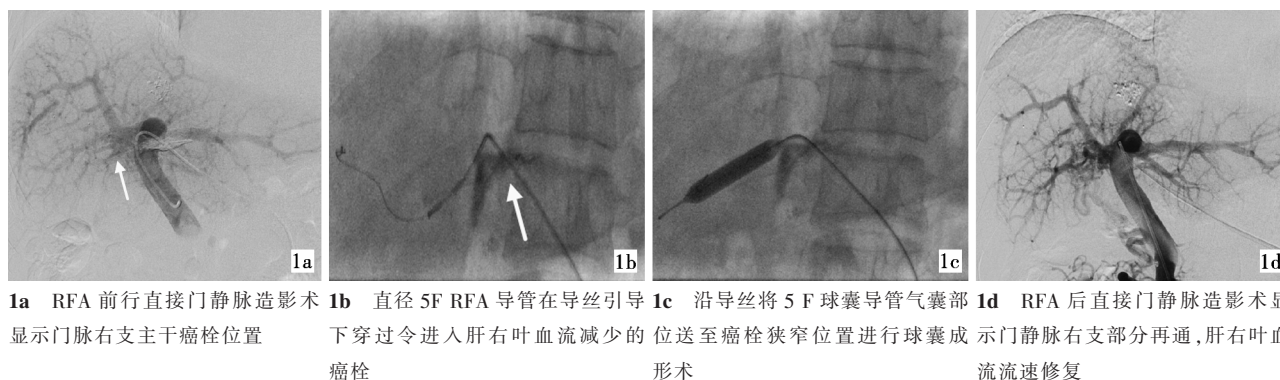 1a
1b
1c
1d
1a RFA 前行直接门静脉造影术
显示门脉右支主干癌栓位置
1b 直径 5F RFA 导管在导丝引导
下穿过令进入肝右叶血流减少的
癌栓
1c 沿导丝将 5 F 球囊导管气囊部
位送至癌栓狭窄位置进行球囊成
形术
1d RFA 后直接门静脉造影术显
示门静脉右支部分再通,肝右叶血
流流速修复